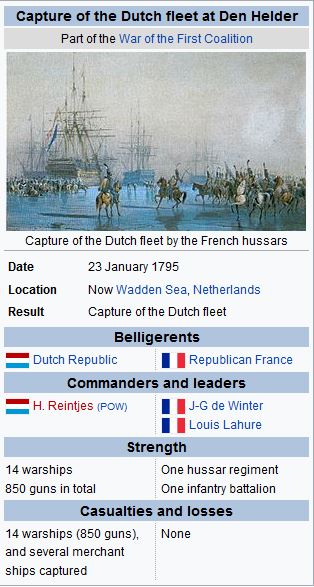 Capture of the Dutch fleet at Den Helder
Part of the War of the First Coalition
Capture of the Dutch fleet by the French hussars
Date 23 January 1795
Location Now Wadden Sea, Netherlands
Result Capture of the Dutch fleet
Belligerents
Dutch Republic Republican France
Commanders and leaders
H. Reintjes (POW) J-G de Winter
Louis Lahure
Strength
14 warships One hussar regiment
850 guns in total One infantry battalion
Casualties and losses
14 warships (850 guns), None
and several merchant
ships captured